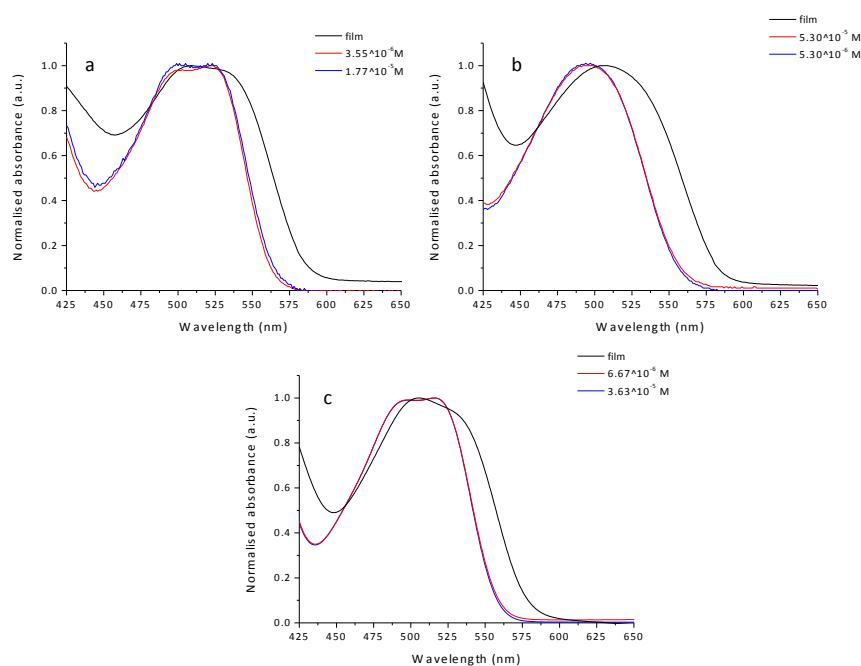 film
3.55^10⁻⁶ M
1.77^10⁻⁵ M
a
1.0
0.8
0.6
0.4
0.2
0.0
Normalised absorbance (a.u.)
425 450 475 500 525 550 575 600 625 650
Wavelength (nm)
film
5.30^10⁻⁵ M
5.30^10⁻⁶ M
b
1.0
0.8
0.6
0.4
0.2
0.0
Normalised absorbance (a.u.)
425 450 475 500 525 550 575 600 625 650
Wavelength (nm)
film
6.67^10⁻⁶ M
3.63^10⁻⁵ M
c
1.0
0.8
0.6
0.4
0.2
0.0
Normalised absorbance (a.u.)
425 450 475 500 525 550 575 600 625 650
Wavelength (nm)